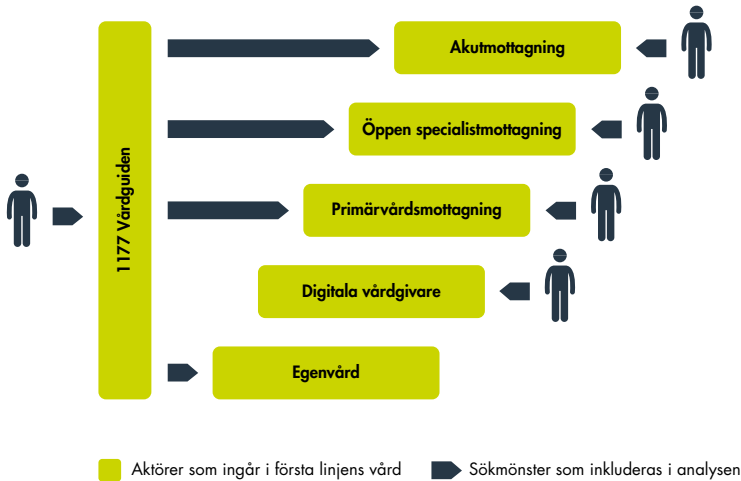 1177 Vårdguiden
Akutmottagning
Öppen specialistmottagning
Primärvårdsmottagning
Digitala vårdgivare
Egenvård
Aktörer som ingår i första linjens vård
Sökmönster som inkluderas i analysen